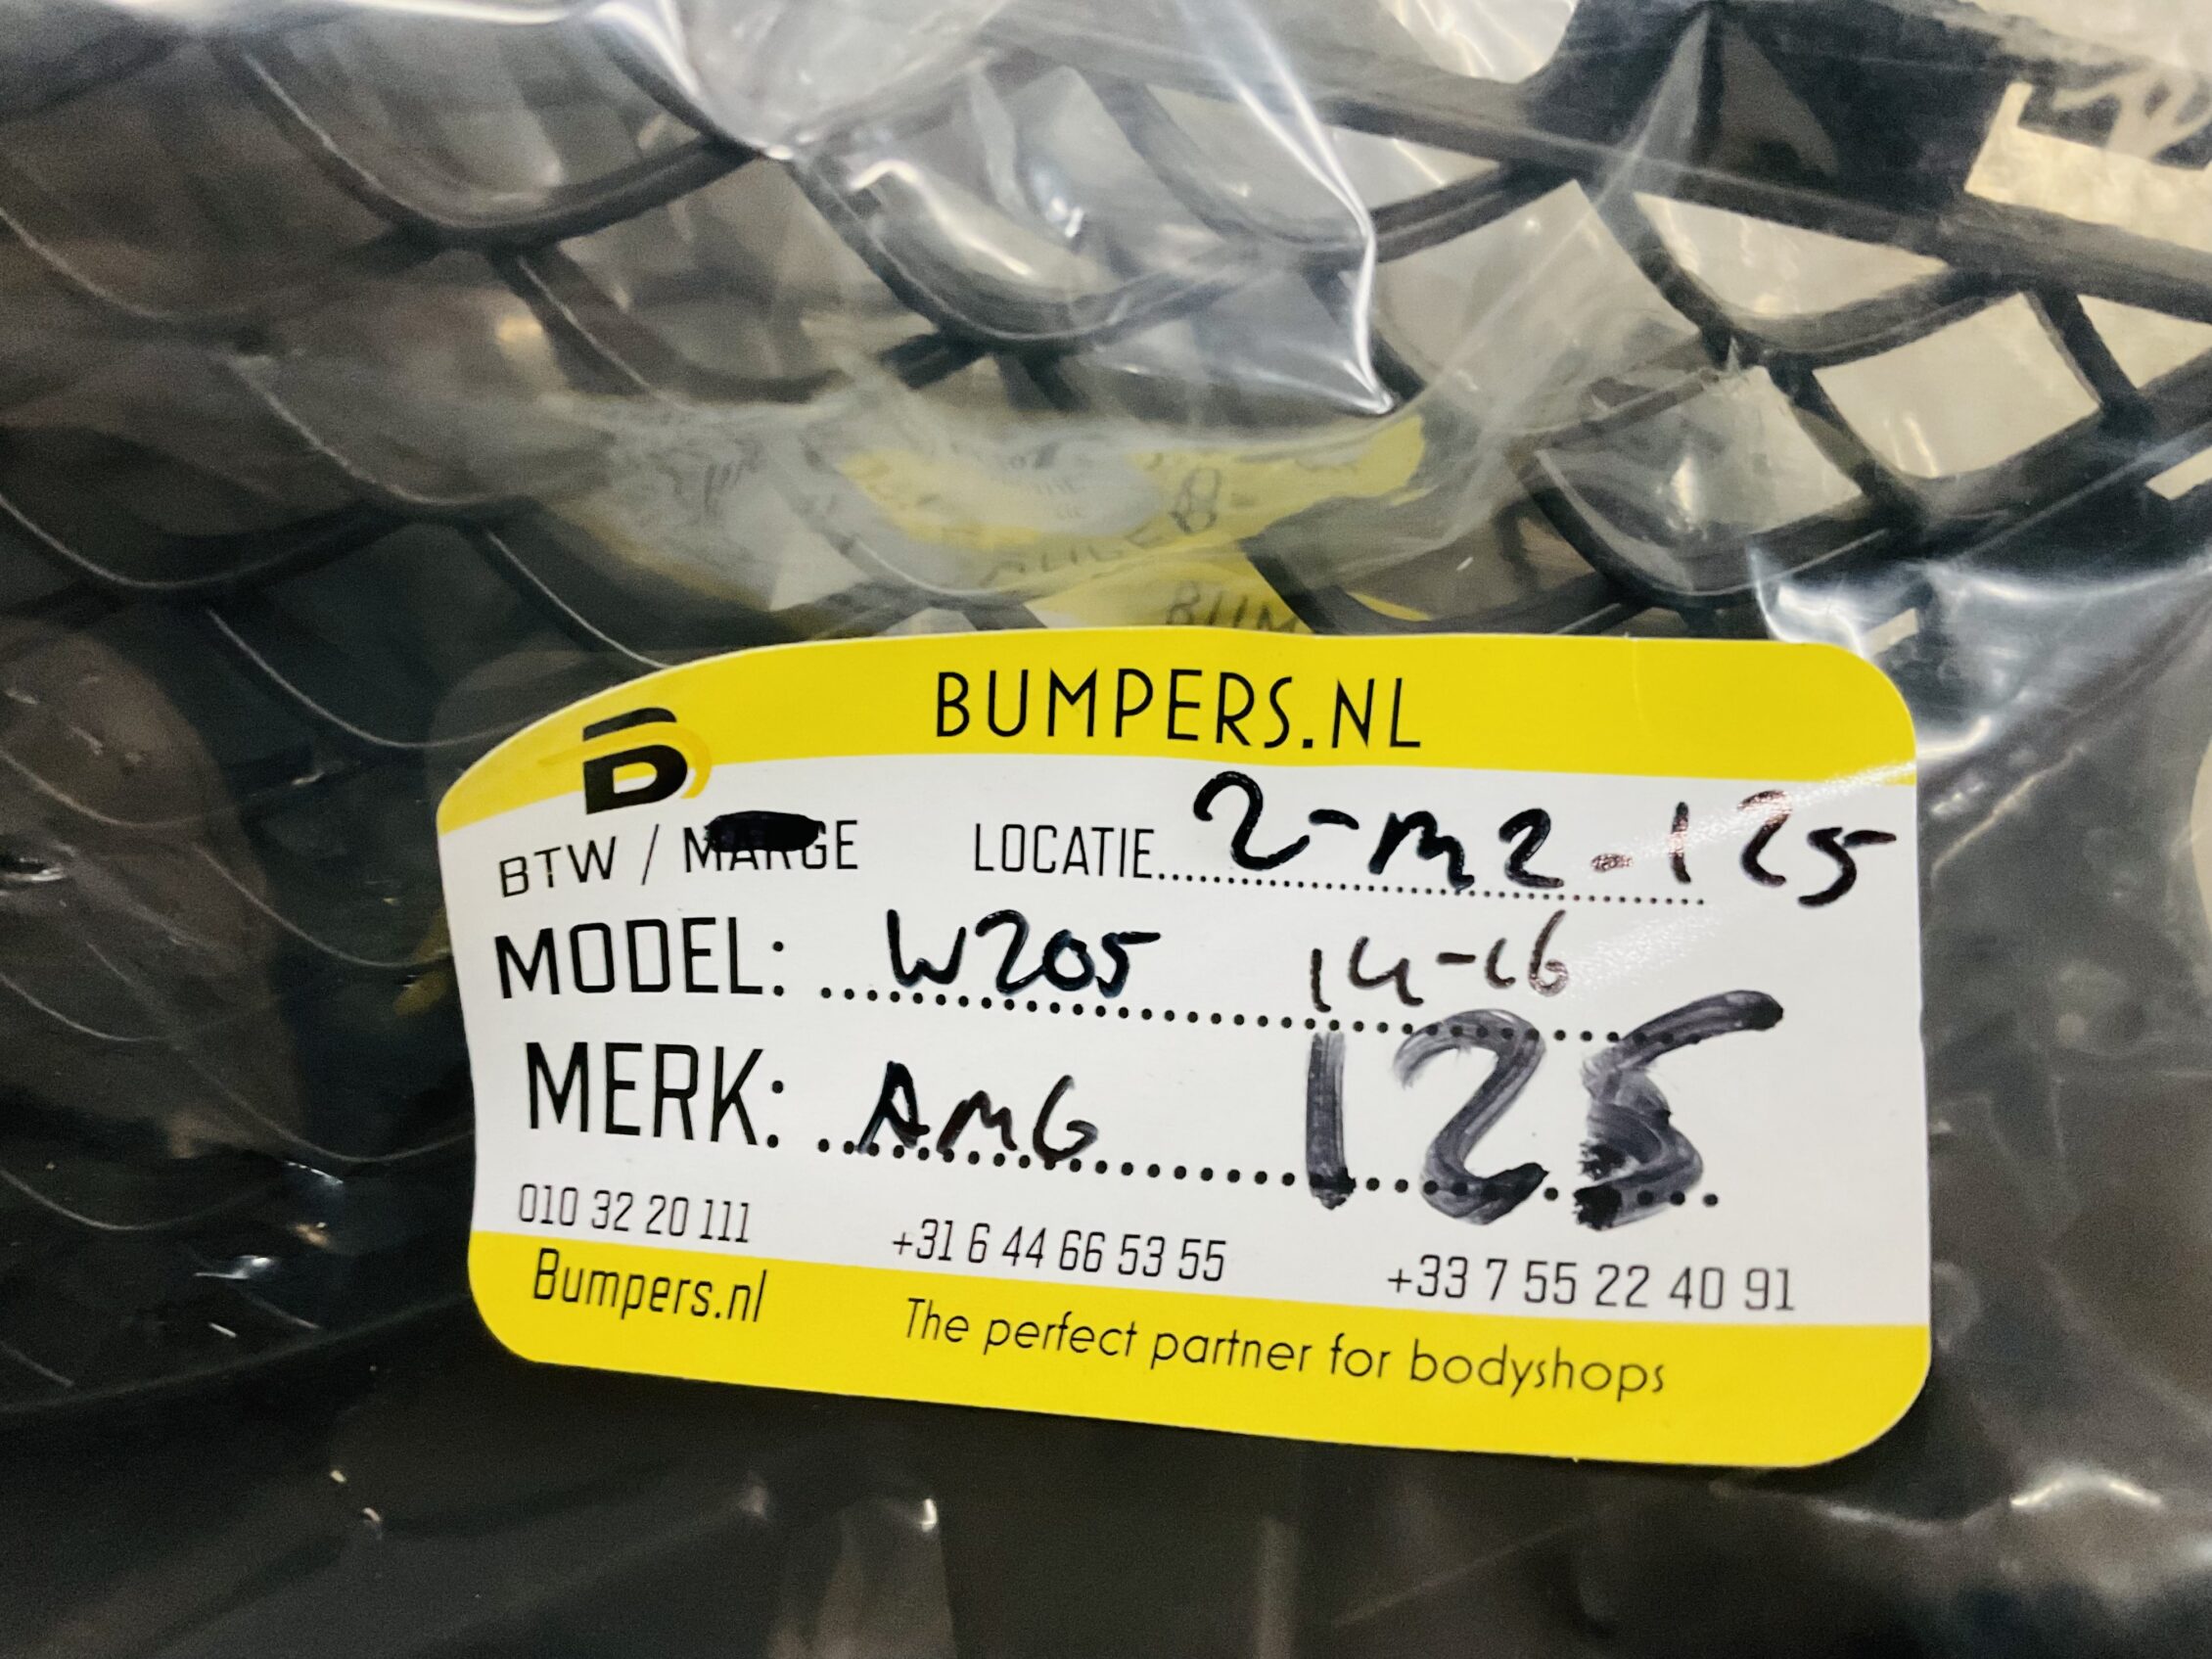 BUMPERS.NL
B
BTW / MARGE LOCATIE 2-M2-125
MODEL: W205 14-16
MERK: AMG 125
010 32 20 111 +31 6 44 66 53 55 +33 7 55 22 40 91
Bumpers.nl The perfect partner for bodyshops